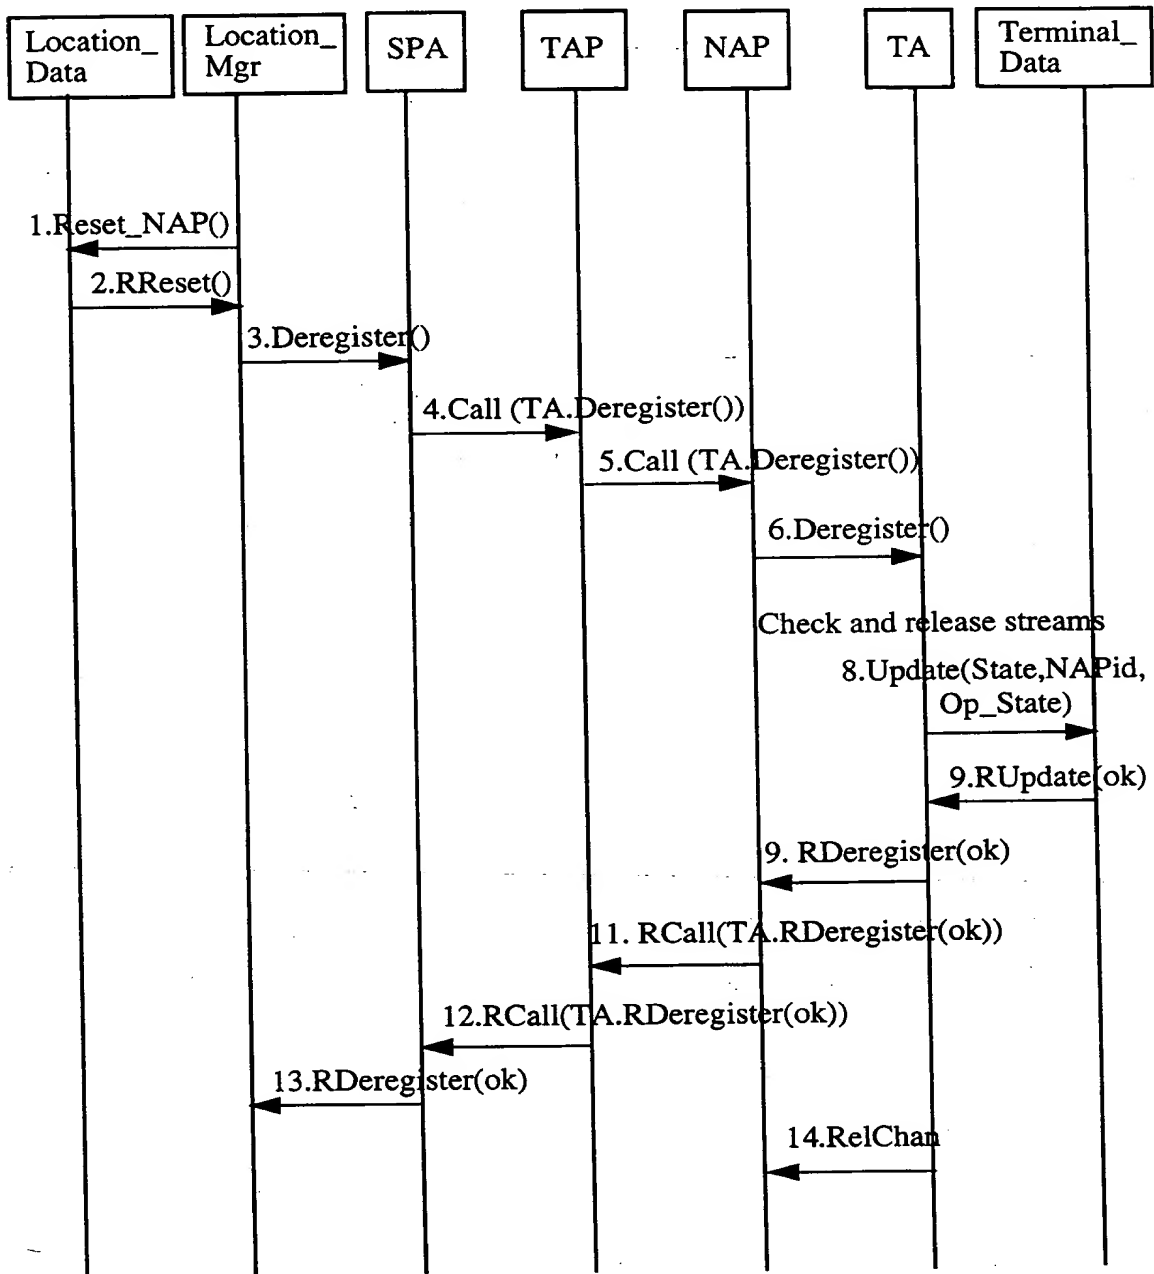 Location_
Data
Location_
Mgr
SPA
TAP
NAP
TA
Terminal_
Data
1.Reset_NAP()
2.RReset()
3.Deregister()
4.Call (TA.Deregister())
5.Call (TA.Deregister())
6.Deregister()
Check and release streams
8.Update(State,NAPid,
Op_State)
9.RUpdate(ok)
9. RDeregister(ok)
11. RCall(TA.RDeregister(ok))
12.RCall(TA.RDeregister(ok))
13.RDeregister(ok)
14.RelChan